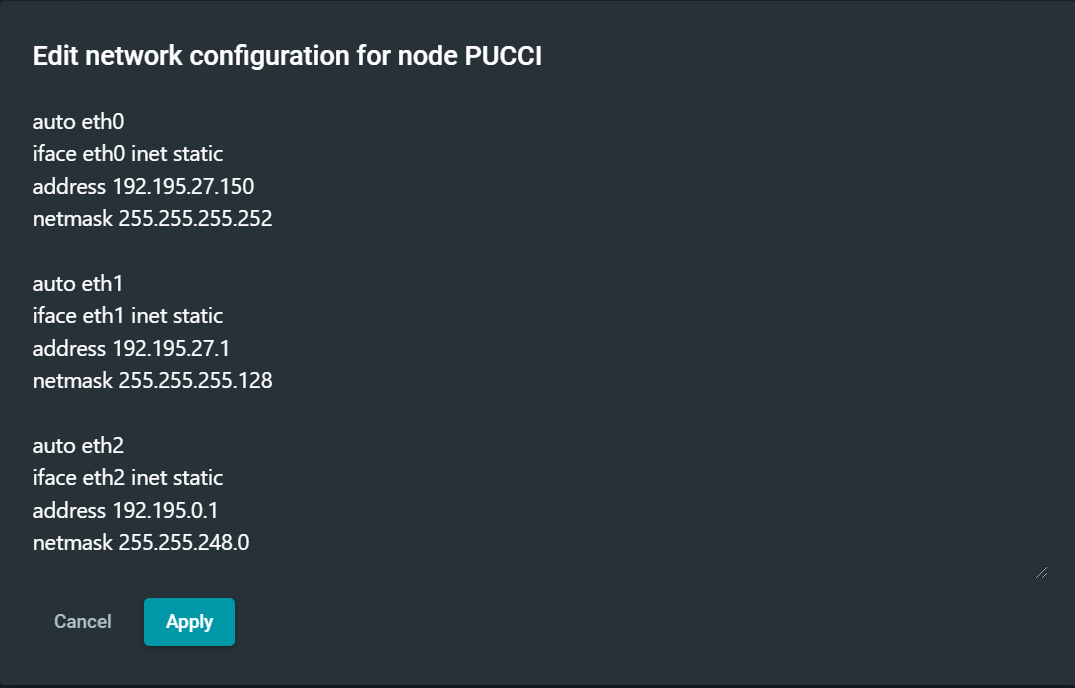 Edit network configuration for node PUCCI
auto eth0
iface eth0 inet static
address 192.195.27.150
netmask 255.255.255.252
auto eth1
iface eth1 inet static
address 192.195.27.1
netmask 255.255.255.128
auto eth2
iface eth2 inet static
address 192.195.0.1
netmask 255.255.248.0
Cancel
Apply